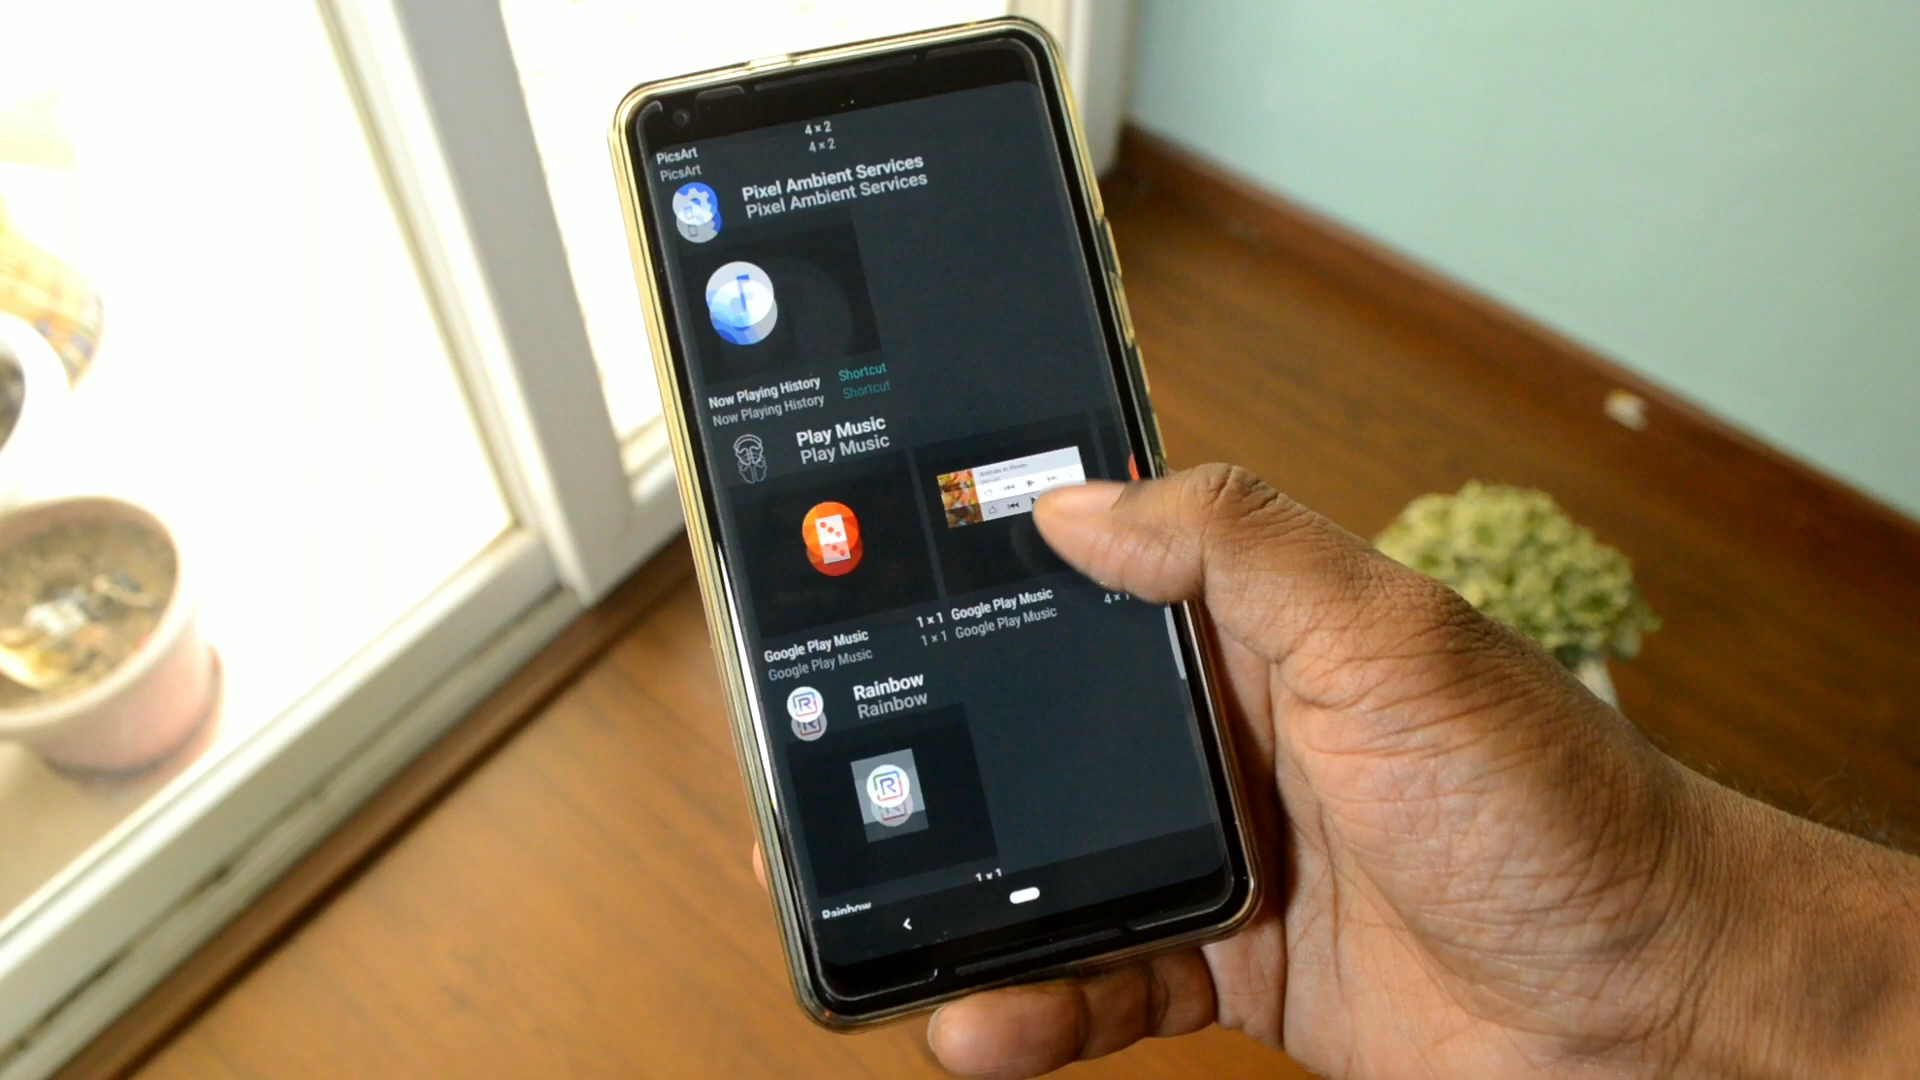 4 × 2
4 × 2
PicsArt
PicsArt
Pixel Ambient Services
Pixel Ambient Services
Now Playing History Shortcut
Now Playing History Shortcut
Play Music
Play Music
Google Play Music 1 × 1
Google Play Music 1 × 1
Google Play Music 4 × 1
Google Play Music
Rainbow
Rainbow
R
R
R
R
1 × 1
Rainbow